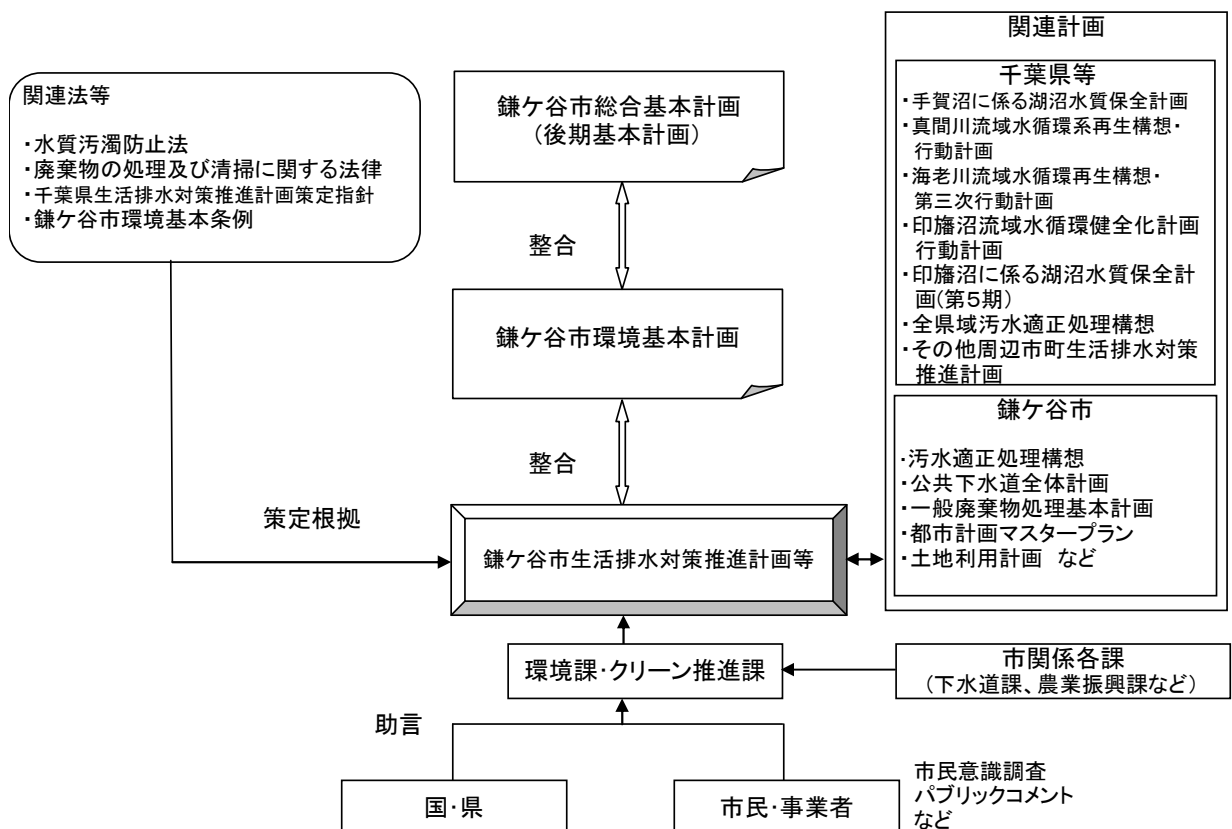 関連法等
・水質汚濁防止法
・廃棄物の処理及び清掃に関する法律
・千葉県生活排水対策推進計画策定指針
・鎌ケ谷市環境基本条例
鎌ケ谷市総合基本計画
(後期基本計画)
整合
鎌ケ谷市環境基本計画
整合
策定根拠
鎌ケ谷市生活排水対策推進計画等
関連計画
千葉県等
・手賀沼に係る湖沼水質保全計画
・真間川流域水循環系再生構想・
行動計画
・海老川流域水循環再生構想・
第三次行動計画
・印旛沼流域水循環健全化計画
行動計画
・印旛沼に係る湖沼水質保全計
画(第5期)
・全県域汚水適正処理構想
・その他周辺市町生活排水対策
推進計画
鎌ケ谷市
・汚水適正処理構想
・公共下水道全体計画
・一般廃棄物処理基本計画
・都市計画マスタープラン
・土地利用計画 など
環境課・クリーン推進課
市関係各課
(下水道課、農業振興課など)
助言
国・県
市民・事業者
市民意識調査
パブリックコメント
など